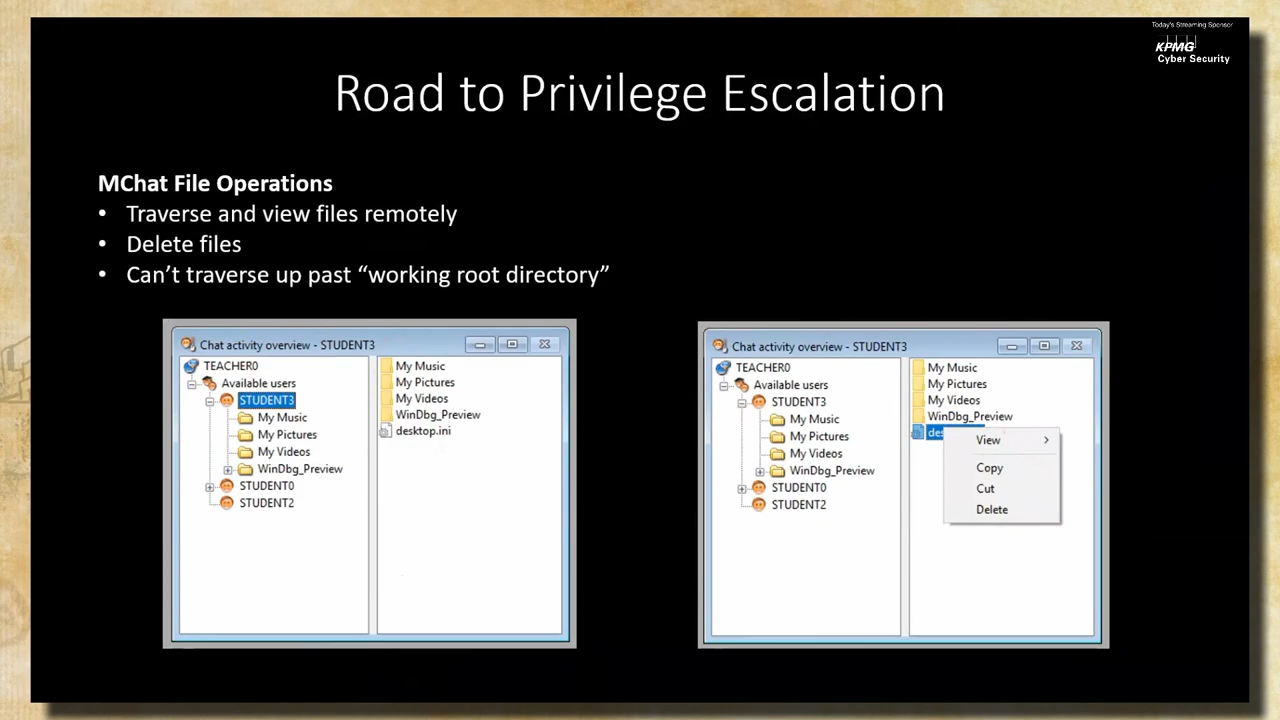 Today's Streaming Sponsor
KPMG
Cyber Security
Road to Privilege Escalation
MChat File Operations
• Traverse and view files remotely
• Delete files
• Can’t traverse up past “working root directory”
Chat activity overview - STUDENT3
TEACHER0
Available users
STUDENT3
My Music
My Pictures
My Videos
WinDbg_Preview
STUDENT0
STUDENT2
My Music
My Pictures
My Videos
WinDbg_Preview
desktop.ini
Chat activity overview - STUDENT3
TEACHER0
Available users
STUDENT3
My Music
My Pictures
My Videos
WinDbg_Preview
STUDENT0
STUDENT2
My Music
My Pictures
My Videos
WinDbg_Preview
View
Copy
Cut
Delete